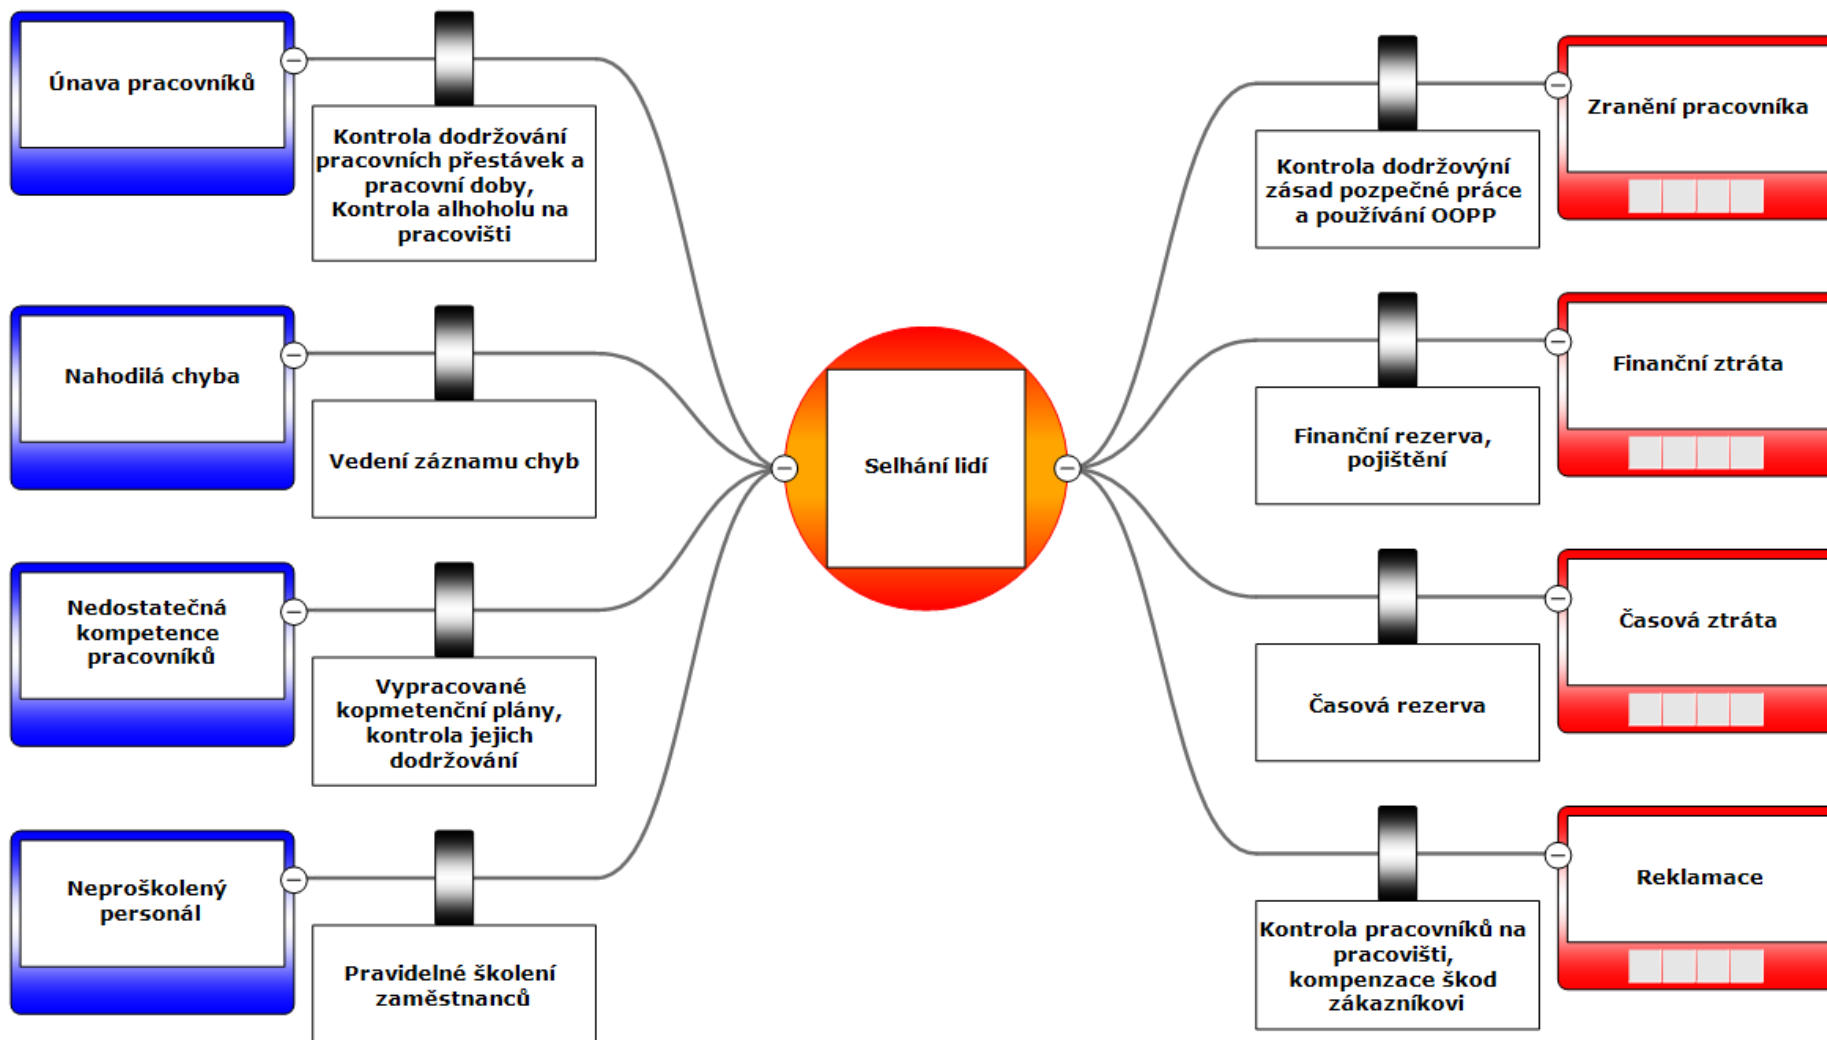 Únava pracovníků
Kontrola dodržování
pracovních přestávek a
pracovní doby,
Kontrola alhoholu na
pracovišti
Nahodilá chyba
Vedení záznamu chyb
Nedostatečná
kompetence
pracovníků
Vypracované
kopmetenční plány,
kontrola jejich
dodržování
Neproškolený
personál
Pravidelné školení
zaměstnanců
Selhání lidí
Zranění pracovníka
Kontrola dodržovýní
zásad pozpečné práce
a používání OOPP
Finanční ztráta
Finanční rezerva,
pojištění
Časová ztráta
Časová rezerva
Reklamace
Kontrola pracovníků na
pracovišti,
kompenzace škod
zákazníkovi